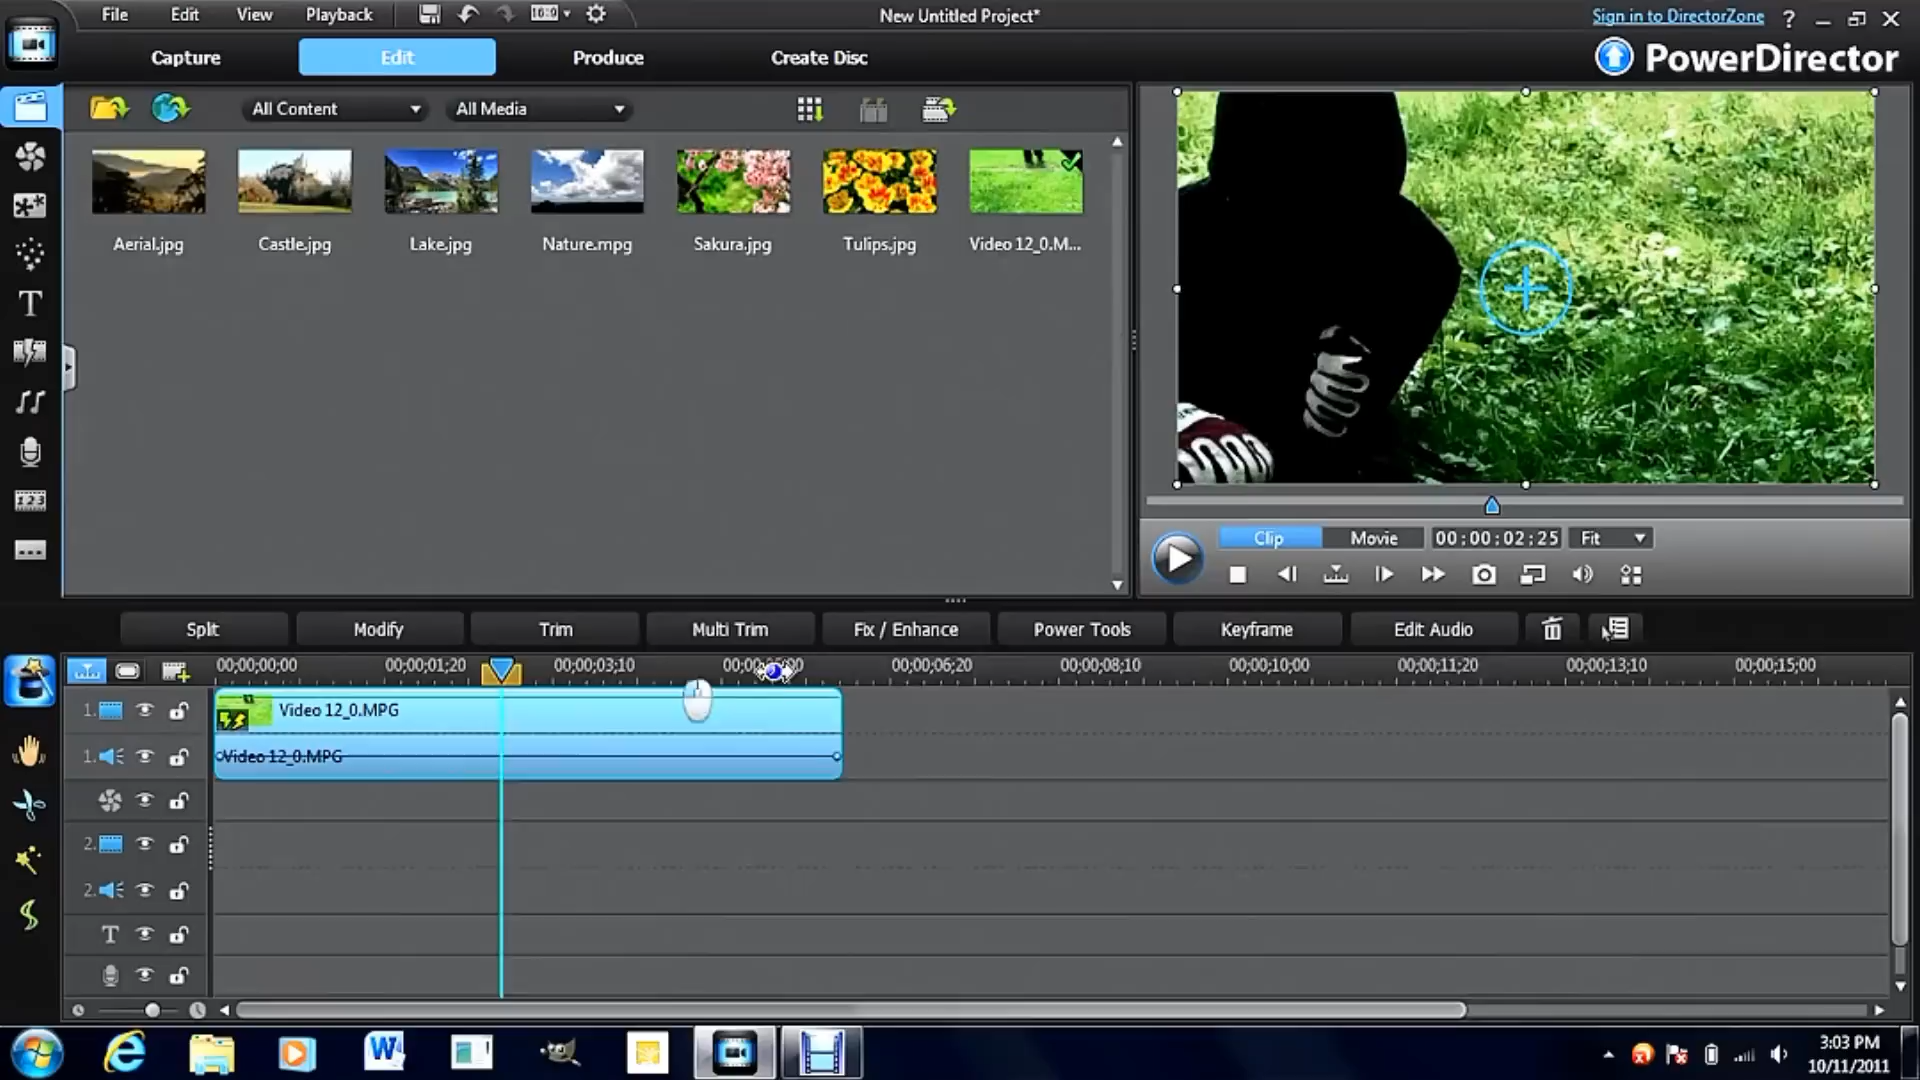 File Edit View Playback 16:9 New Untitled Project* Sign in to DirectorZone ?
Capture Edit Produce Create Disc PowerDirector
All Content All Media
Aerial.jpg Castle.jpg Lake.jpg Nature.mpg Sakura.jpg Tulips.jpg Video 12_0.M...
T
123
Clip Movie 00:00:02:25 Fit
Split Modify Trim Multi Trim Fix / Enhance Power Tools Keyframe Edit Audio
00;00;00;00 00;00;01;20 00;00;03;10 00;00;06;20 00;00;08;10 00;00;10;00 00;00;11;20 00;00;13;10 00;00;15;00
1. Video 12_0.MPG
1. Video 12_0.MPG
2.
2.
T
3:03 PM
10/11/2011